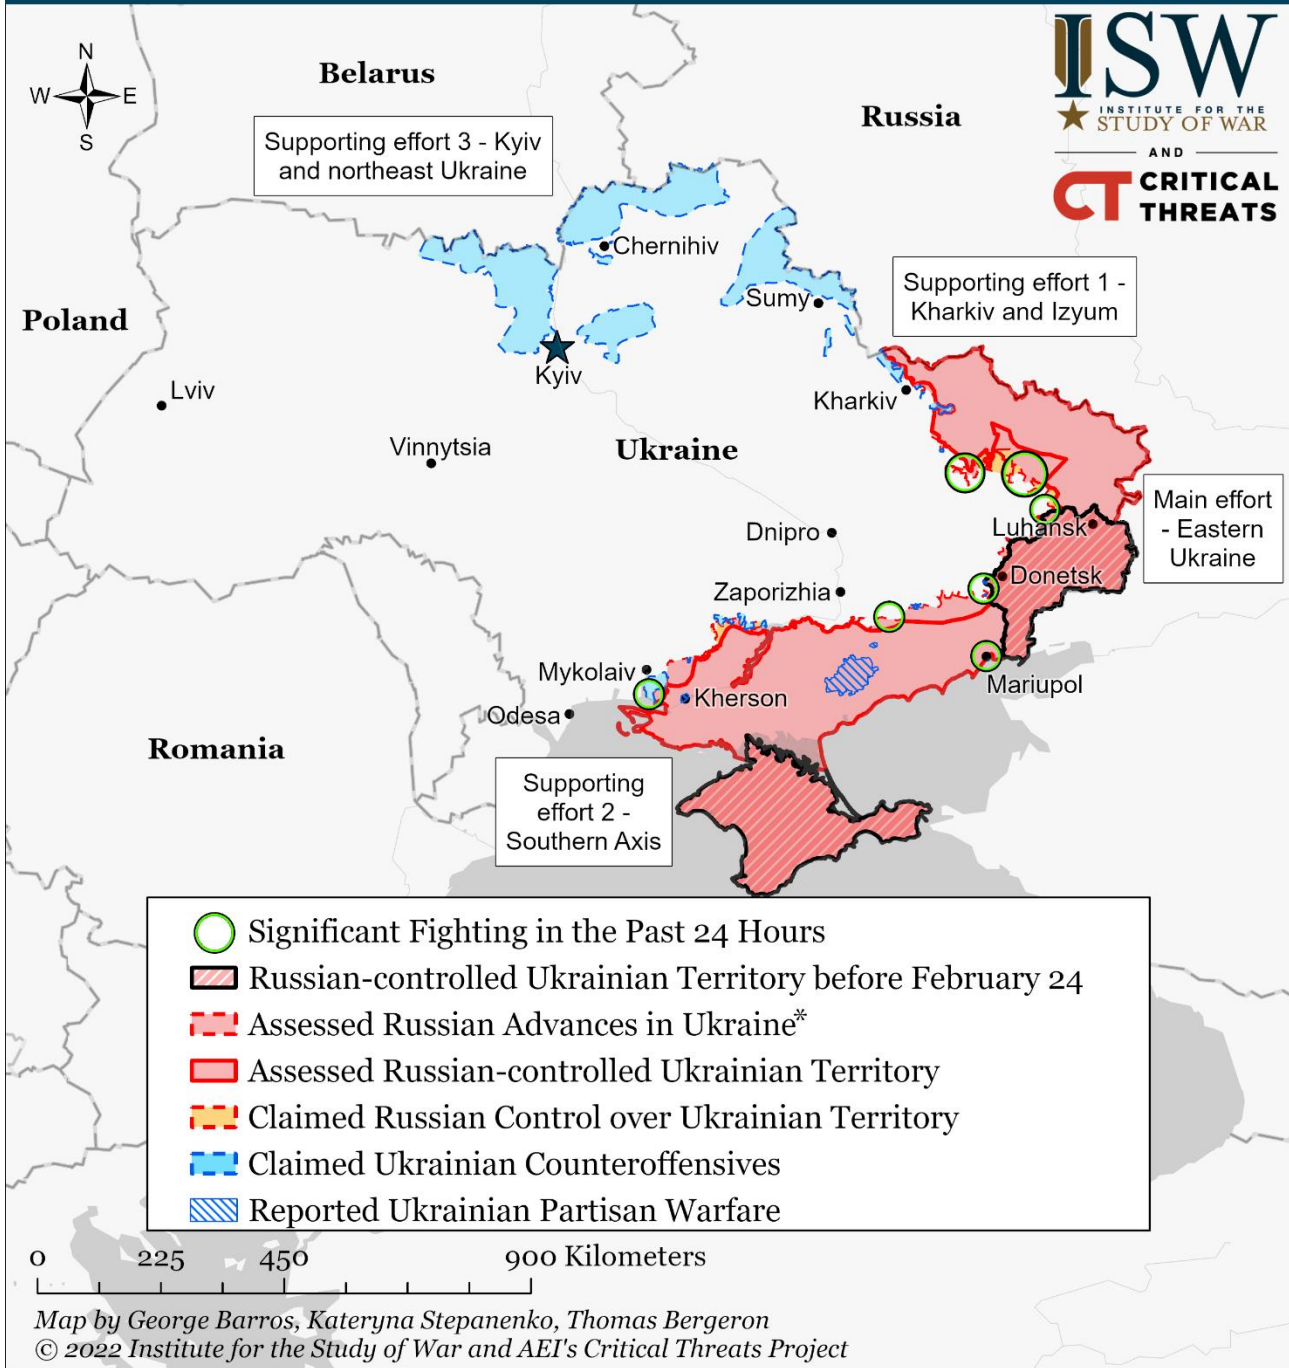 N
W
E
S
Belarus
Russia
ISW
INSTITUTE FOR THE
STUDY OF WAR
AND
CT CRITICAL
THREATS
Supporting effort 3 - Kyiv
and northeast Ukraine
Chernihiv
Sumy
Supporting effort 1 -
Kharkiv and Izyum
Poland
Kyiv
Lviv
Kharkiv
Vinnytsia
Ukraine
Main effort
- Eastern
Ukraine
Luhansk
Dnipro
Donetsk
Zaporizhia
Mykolaiv
Mariupol
Kherson
Odesa
Romania
Supporting
effort 2 -
Southern Axis
Significant Fighting in the Past 24 Hours
Russian-controlled Ukrainian Territory before February 24
Assessed Russian Advances in Ukraine*
Assessed Russian-controlled Ukrainian Territory
Claimed Russian Control over Ukrainian Territory
Claimed Ukrainian Counteroffensives
Reported Ukrainian Partisan Warfare
0 225 450 900 Kilometers
Map by George Barros, Kateryna Stepanenko, Thomas Bergeron
© 2022 Institute for the Study of War and AEI's Critical Threats Project